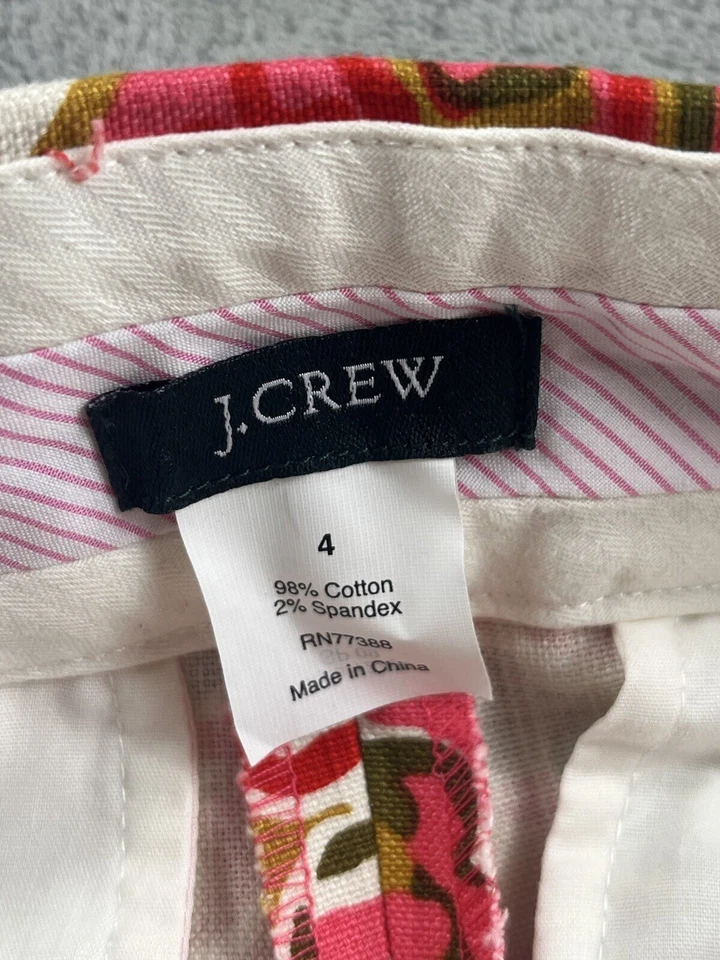 J.CREW
4
98% Cotton
2% Spandex
RN77388
Made in China